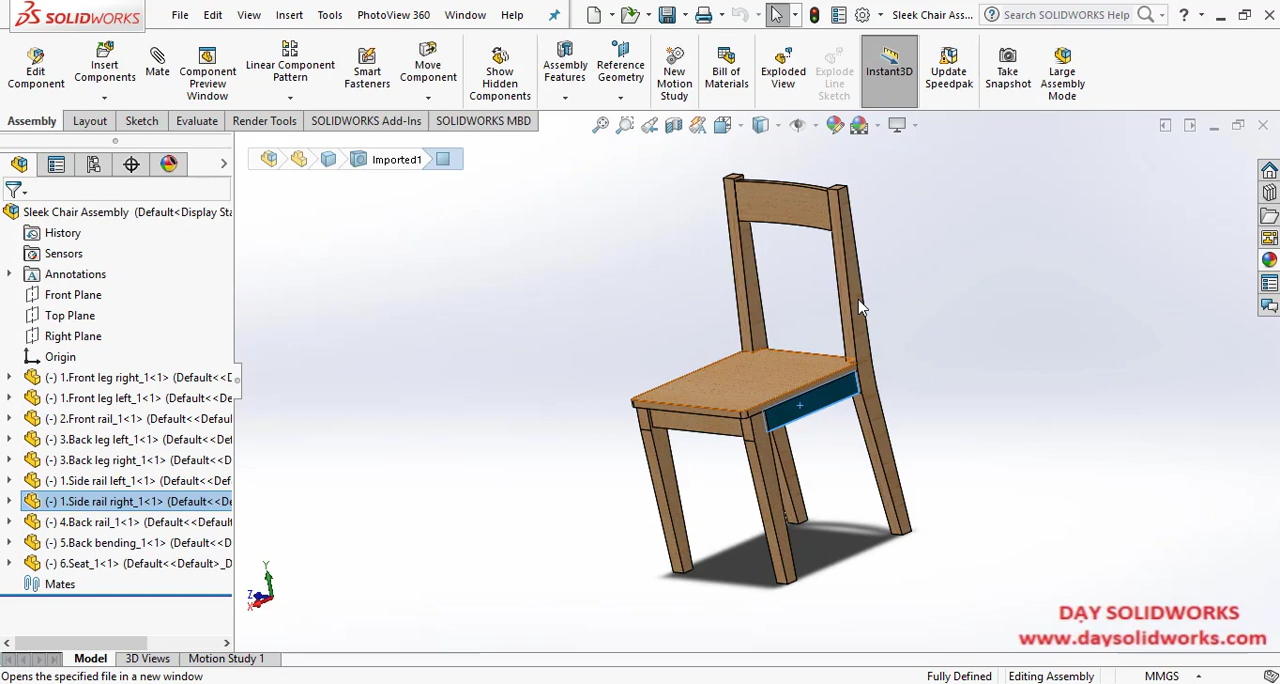 SOLIDWORKS
File Edit View Insert Tools PhotoView 360 Window Help
Sleek Chair Ass...
Search SOLIDWORKS Help
Edit Component
Insert Components
Mate
Component Preview Window
Linear Component Pattern
Smart Fasteners
Move Component
Show Hidden Components
Assembly Features
Reference Geometry
New Motion Study
Bill of Materials
Exploded View
Explode Line Sketch
Instant3D
Update Speedpak
Take Snapshot
Large Assembly Mode
Assembly Layout Sketch Evaluate Render Tools SOLIDWORKS Add-Ins SOLIDWORKS MBD
Imported1
Sleek Chair Assembly (Default<Display Sta
History
Sensors
Annotations
Front Plane
Top Plane
Right Plane
Origin
(-) 1.Front leg right_1<1> (Default<<D
(-) 1.Front leg left_1<1> (Default<<De
(-) 2.Front rail_1<1> (Default<<Defau
(-) 3.Back leg left_1<1> (Default<<De
(-) 3.Back leg right_1<1> (Default<<D
(-) 1.Side rail left_1<1> (Default<<Def
(-) 1.Side rail right_1<1> (Default<<De
(-) 4.Back rail_1<1> (Default<<Defaul
(-) 5.Back bending_1<1> (Default<<D
(-) 6.Seat_1<1> (Default<Default>_D
Mates
Y
Z
X
DẠY SOLIDWORKS
www.daysolidworks.com
Model 3D Views Motion Study 1
Opens the specified file in a new window
Fully Defined Editing Assembly MMGS